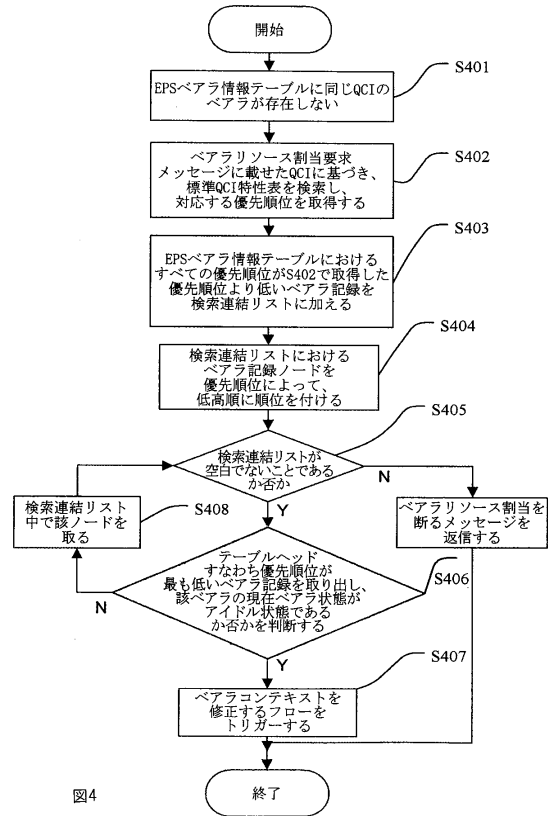 開始
S401
EPSベアラ情報テーブルに同じQCIの
ベアラが存在しない
S402
ベアラリソース割当要求
メッセージに載せたQCIに基づき、
標準QCI特性表を検索し、
対応する優先順位を取得する
S403
EPSベアラ情報テーブルにおける
すべての優先順位がS402で取得した
優先順位より低いベアラ記録を
検索連結リストに加える
S404
検索連結リストにおける
ベアラ記録ノードを
優先順位によって、
低高順に順位を付ける
S405
検索連結リストが
空白でないことである
か否か
N
Y
検索連結リスト
中で該ノードを
取る
S408
ベアラリソース割当を
断るメッセージを
返信する
テーブルヘッド
すなわち優先順位が
最も低いベアラ記録を取り出し、
該ベアラの現在ベアラ状態が
アイドル状態である
か否かを判断する
S406
N
Y
S407
ベアラコンテキストを
修正するフローを
トリガーする
終了
図4